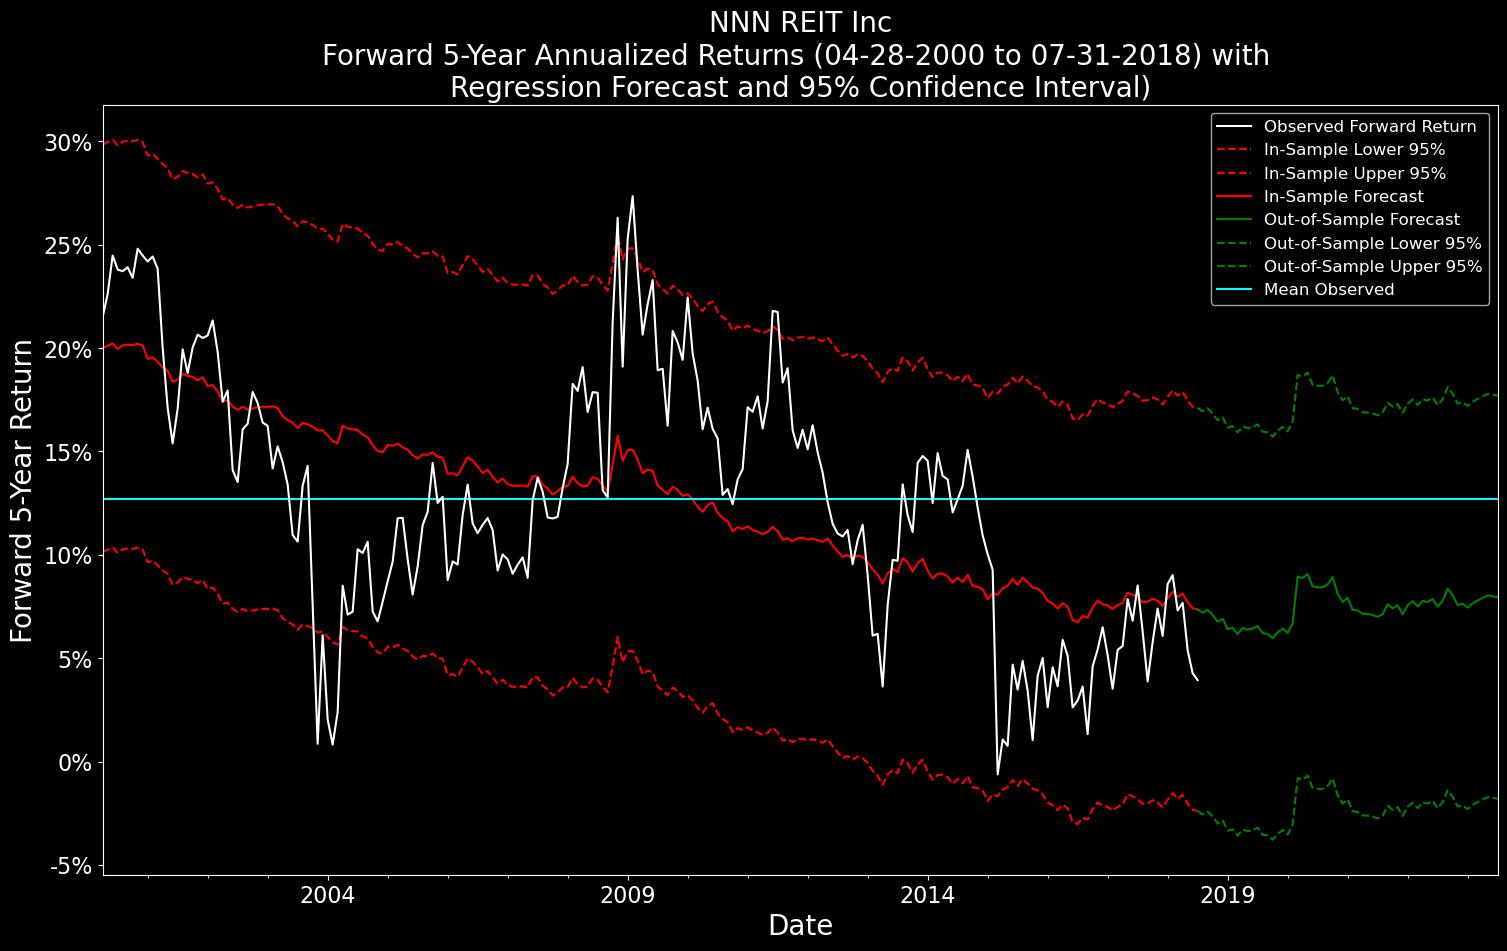 NNN REIT Inc
Forward 5-Year Annualized Returns (04-28-2000 to 07-31-2018) with
Regression Forecast and 95% Confidence Interval)
Observed Forward Return
In-Sample Lower 95%
In-Sample Upper 95%
In-Sample Forecast
Out-of-Sample Forecast
Out-of-Sample Lower 95%
Out-of-Sample Upper 95%
Mean Observed
Forward 5-Year Return
30%
25%
20%
15%
10%
5%
0%
-5%
2004
2009
2014
2019
Date